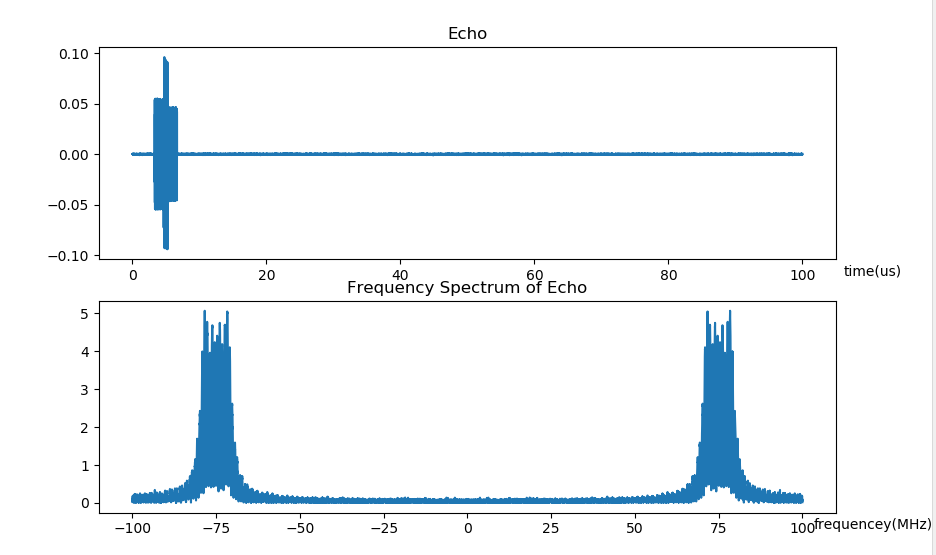 Echo
0.10
0.05
0.00
−0.05
−0.10
0 20 40 60 80 100
time(us)
Frequency Spectrum of Echo
5
4
3
2
1
0
−100 −75 −50 −25 0 25 50 75 100
frequencey(MHz)